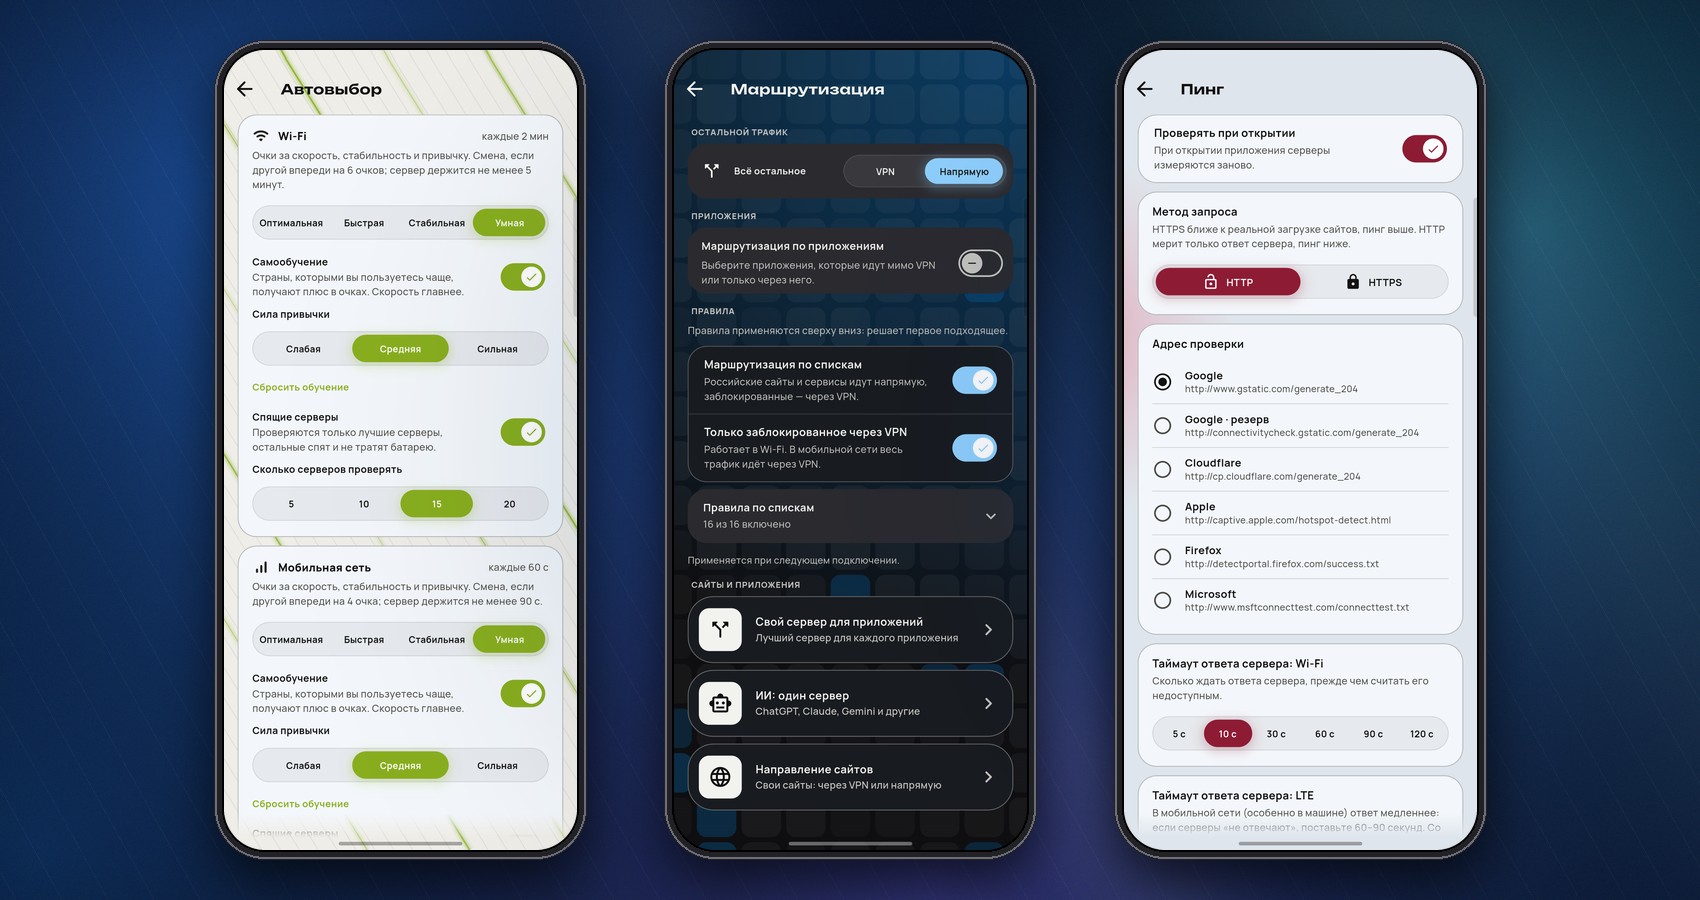 Автовыбор
Wi-Fi
каждые 2 мин
Очки за скорость, стабильность и привычку. Смена, если
другой впереди на 6 очков; сервер держится не менее 5
минут.
Оптимальная Быстрая Стабильная Умная
Самообучение
Страны, которыми вы пользуетесь чаще,
получают плюс в очках. Скорость главнее.
Сила привычки
Слабая Средняя Сильная
Сбросить обучение
Спящие серверы
Проверяются только лучшие серверы,
остальные спят и не тратят батарею.
Сколько серверов проверять
5 10 15 20
Мобильная сеть
каждые 60 с
Очки за скорость, стабильность и привычку. Смена, если
другой впереди на 4 очка; сервер держится не менее 90 с.
Оптимальная Быстрая Стабильная Умная
Самообучение
Страны, которыми вы пользуетесь чаще,
получают плюс в очках. Скорость главнее.
Сила привычки
Слабая Средняя Сильная
Сбросить обучение
Спящие серверы
Маршрутизация
ОСТАЛЬНОЙ ТРАФИК
Всё остальное
VPN Напрямую
ПРИЛОЖЕНИЯ
Маршрутизация по приложениям
Выберите приложения, которые идут мимо VPN
или только через него.
ПРАВИЛА
Правила применяются сверху вниз: решает первое подходящее.
Маршрутизация по спискам
Российские сайты и сервисы идут напрямую,
заблокированные — через VPN.
Только заблокированное через VPN
Работает в Wi-Fi. В мобильной сети весь
трафик идёт через VPN.
Правила по спискам
16 из 16 включено
Применяется при следующем подключении.
САЙТЫ И ПРИЛОЖЕНИЯ
Свой сервер для приложений
Лучший сервер для каждого приложения
ИИ: один сервер
ChatGPT, Claude, Gemini и другие
Направление сайтов
Свои сайты: через VPN или напрямую
Пинг
Проверять при открытии
При открытии приложения серверы
измеряются заново.
Метод запроса
HTTPS ближе к реальной загрузке сайтов, пинг выше. HTTP
мерит только ответ сервера, пинг ниже.
HTTP HTTPS
Адрес проверки
Google
http://www.gstatic.com/generate_204
Google · резерв
http://connectivitycheck.gstatic.com/generate_204
Cloudflare
http://cp.cloudflare.com/generate_204
Apple
http://captive.apple.com/hotspot-detect.html
Firefox
http://detectportal.firefox.com/success.txt
Microsoft
http://www.msftconnecttest.com/connecttest.txt
Таймаут ответа сервера: Wi-Fi
Сколько ждать ответа сервера, прежде чем считать его
недоступным.
5 с 10 с 30 с 60 с 90 с 120 с
Таймаут ответа сервера: LTE
В мобильной сети (особенно в машине) ответ медленнее:
если серверы «не отвечают», поставьте 60–90 секунд. Со